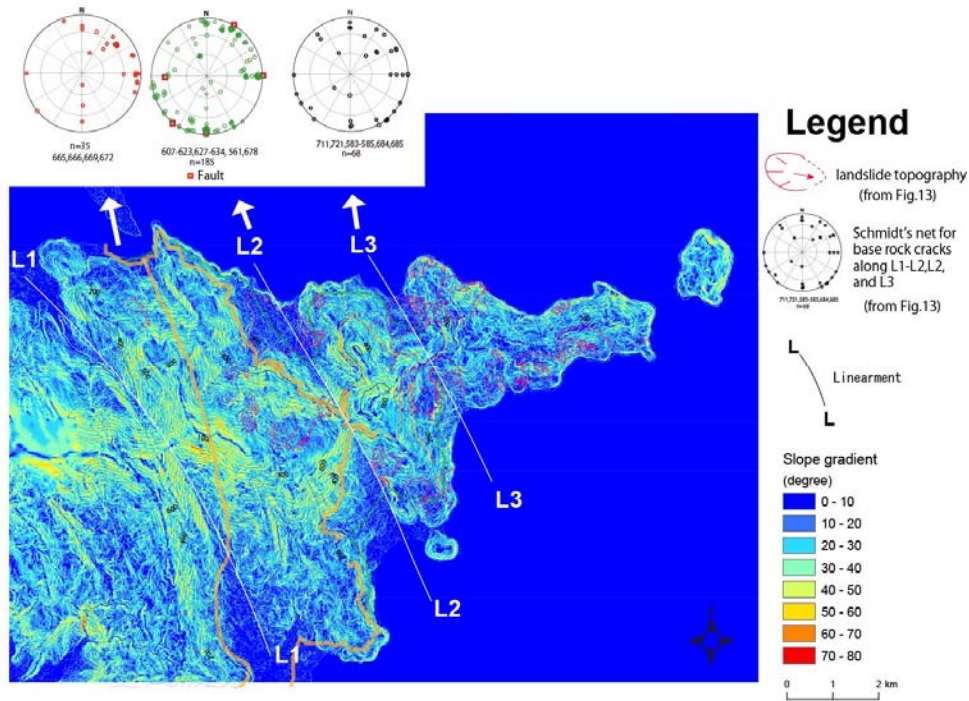 N
N
N
n=35
665,666,669,672
607-623,627-634, 561,678
n=185
Fault
711,721,583-585,684,685
n=68
L1
L2
L3
L3
L2
L1
Legend
landslide topography
(from Fig.13)
N
Schmidt's net for
base rock cracks
along L1-L2,L2,
and L3
711,721,583-585,684,685
n=68
(from Fig.13)
L
Linearment
L
Slope gradient
(degree)
0 - 10
10 - 20
20 - 30
30 - 40
40 - 50
50 - 60
60 - 70
70 - 80
0 1 2 km